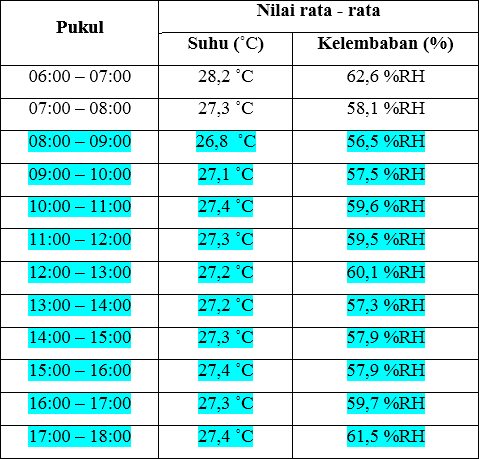 Pukul Nilai rata - rata
Suhu (˚C) Kelembaban (%)
06:00 – 07:00 28,2 ˚C 62,6 %RH
07:00 – 08:00 27,3 ˚C 58,1 %RH
08:00 – 09:00 26,8 ˚C 56,5 %RH
09:00 – 10:00 27,1 ˚C 57,5 %RH
10:00 – 11:00 27,4 ˚C 59,6 %RH
11:00 – 12:00 27,3 ˚C 59,5 %RH
12:00 – 13:00 27,2 ˚C 60,1 %RH
13:00 – 14:00 27,2 ˚C 57,3 %RH
14:00 – 15:00 27,3 ˚C 57,9 %RH
15:00 – 16:00 27,4 ˚C 57,9 %RH
16:00 – 17:00 27,3 ˚C 59,7 %RH
17:00 – 18:00 27,4 ˚C 61,5 %RH